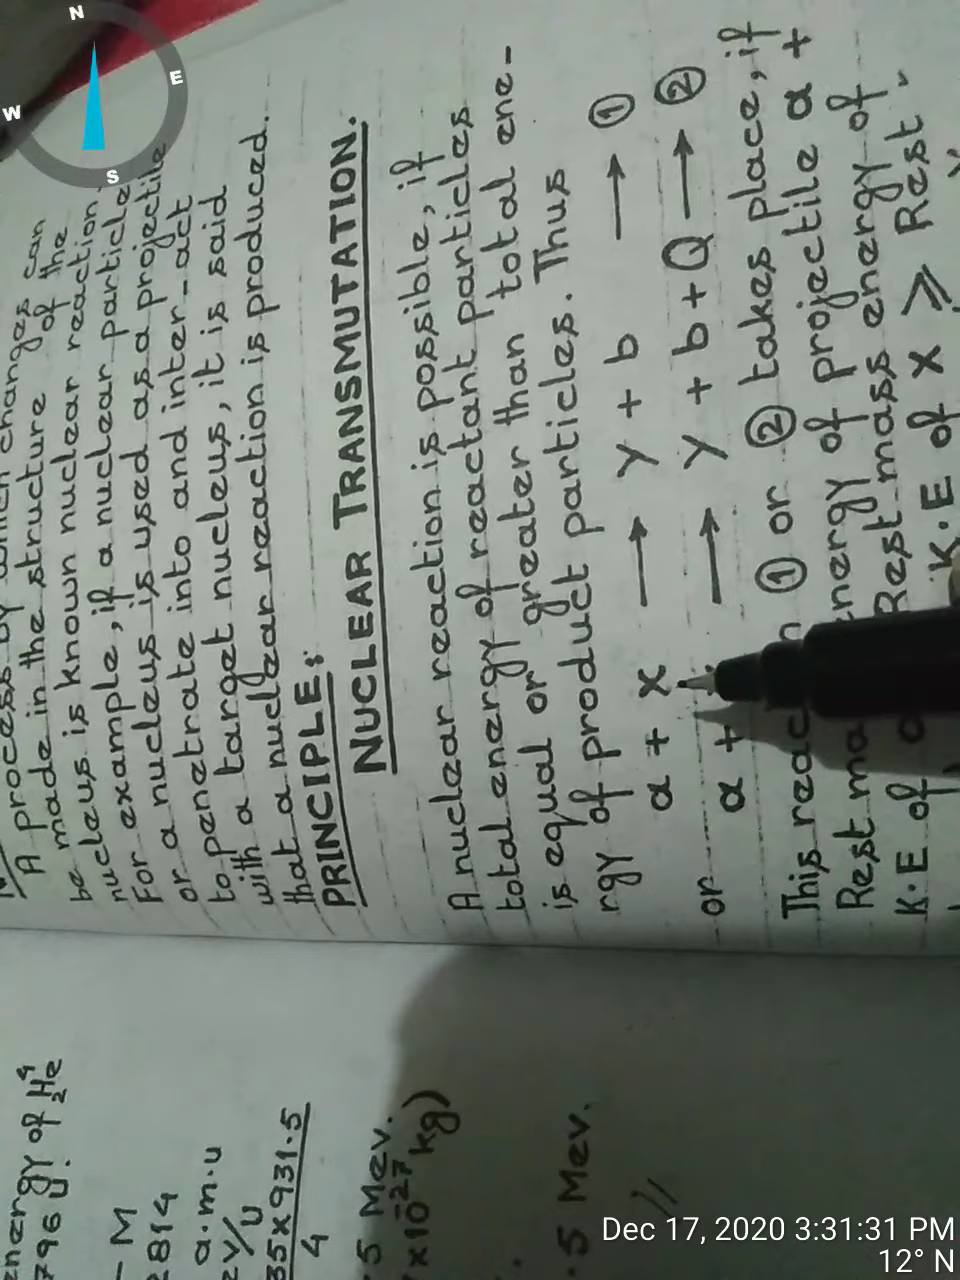 A process by which changes can
be made in the structure of the
nucleus is known nuclear reaction,
For example, if a nuclear particle
or a nucleus is used as a projectile
to penetrate into and inter-act
with a target nucleus, it is said
that a nuclear reaction is produced.
PRINCIPLE:
NUCLEAR TRANSMUTATION.
A nuclear reaction is possible, if
total energy of reactant particles
is equal or greater than total ene-
rgy of product particles. Thus
a + x → y + b → ①
or a + → y + b + Q → ②
This ① or ② takes place, if
Rest energy of projectile a +
K.E of Rest mass energy of
K.E of x ⩾ Rest
energy of ₂He⁴
796 U.
- M
2814
a.m.u
ev/U
35 x 931.5
4
5 Mev.
x 10⁻²⁷ kg)
.5 Mev.
//
N
E
S
W
Dec 17, 2020 3:31:31 PM
12° N